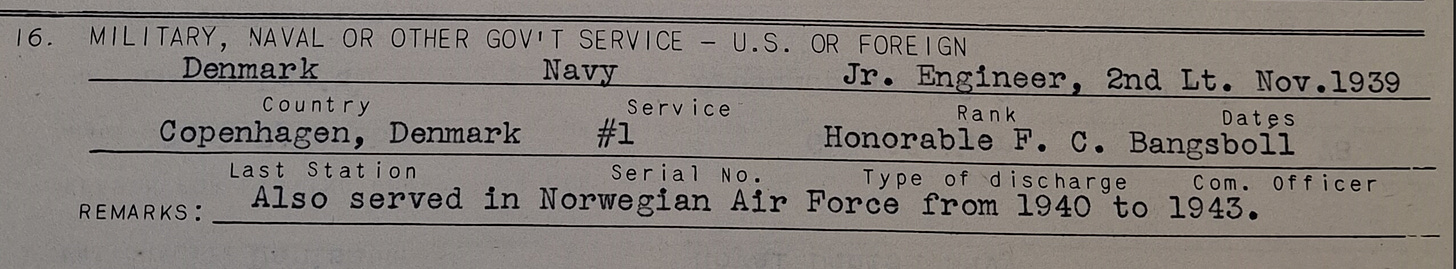 16. MILITARY, NAVAL OR OTHER GOV'T SERVICE – U.S. OR FOREIGN
Denmark Navy Jr. Engineer, 2nd Lt. Nov.1939
Country Service Rank Dates
Copenhagen, Denmark #1 Honorable F. C. Bangsboll
Last Station Serial No. Type of discharge Com. Officer
REMARKS: Also served in Norwegian Air Force from 1940 to 1943.